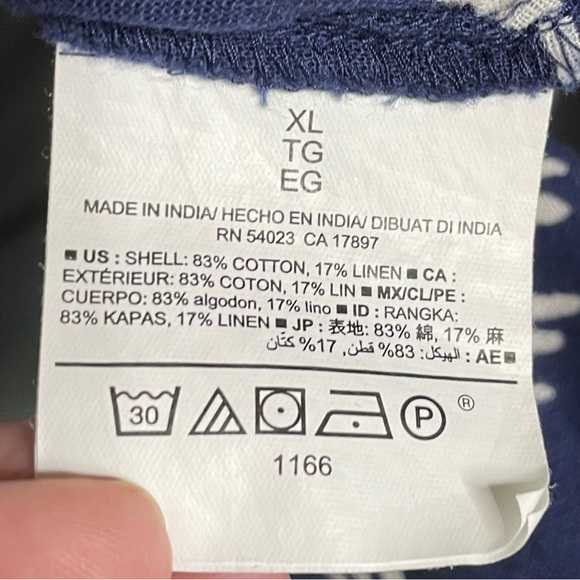 XL
TG
EG
MADE IN INDIA/ HECHO EN INDIA/ DIBUAT DI INDIA
RN 54023 CA 17897
■ US : SHELL: 83% COTTON, 17% LINEN ■ CA :
EXTÉRIEUR: 83% COTON, 17% LIN ■ MX/CL/PE :
CUERPO: 83% algodon, 17% lino ■ ID : RANGKA:
83% KAPAS, 17% LINEN ■ JP : 表地: 83% 綿, 17% 麻
■ AE : الهيكل: 83% قطن, 17% كتّان
30 P ®
1166